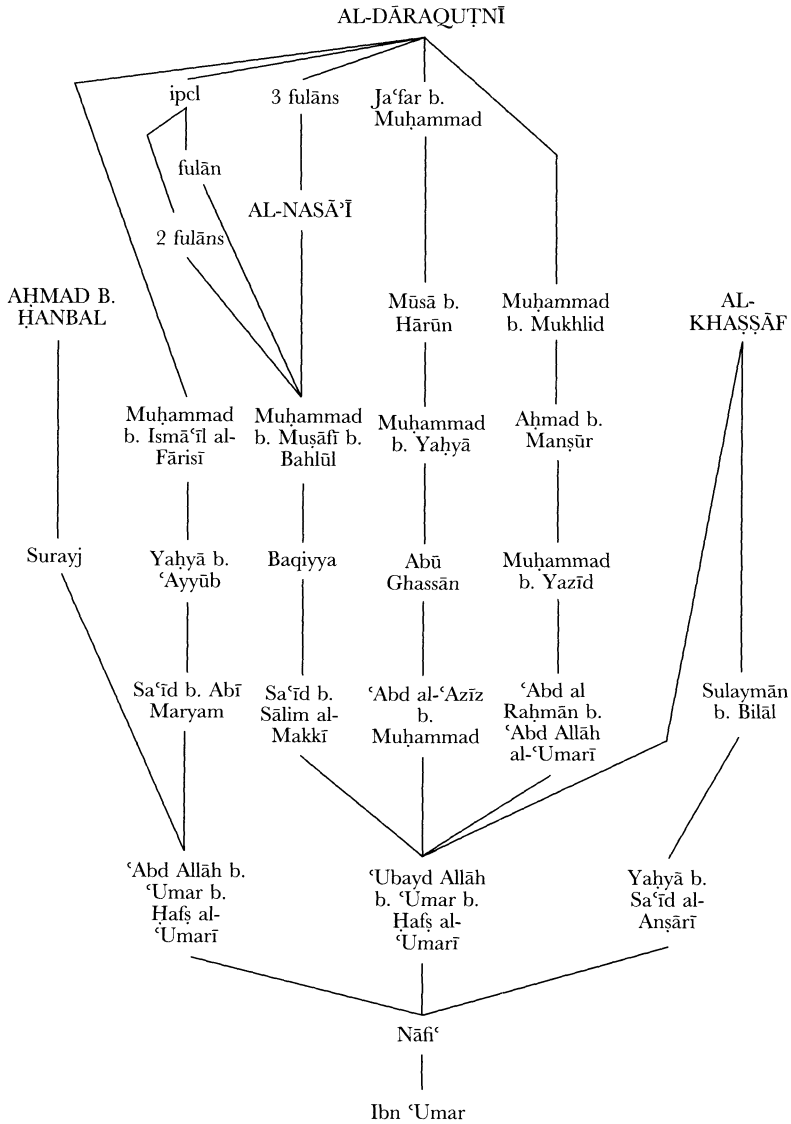 AL-DĀRAQUṬNĪ
ipcl
3 fulāns
Jaʿfar b.
Muḥammad
fulān
AL-NASĀʾĪ
2 fulāns
AḤMAD B.
ḤANBAL
Mūsā b.
Hārūn
Muḥammad
b. Mukhlid
AL-
KHAṢṢĀF
Muḥammad
b. Ismāʿīl al-
Fārisī
Muḥammad
b. Muṣāfī b.
Bahlūl
Muḥammad
b. Yaḥyā
Aḥmad b.
Manṣūr
Surayj
Yaḥyā b.
ʿAyyūb
Baqiyya
Abū
Ghassān
Muḥammad
b. Yazīd
Saʿīd b. Abī
Maryam
Saʿīd b.
Sālim al-
Makkī
ʿAbd al-ʿAzīz
b.
Muḥammad
ʿAbd al
Raḥmān b.
ʿAbd Allāh
al-ʿUmarī
Sulaymān
b. Bilāl
ʿAbd Allāh b.
ʿUmar b.
Ḥafṣ al-
ʿUmarī
ʿUbayd Allāh
b. ʿUmar b.
Ḥafṣ al-
ʿUmarī
Yaḥyā b.
Saʿīd al-
Anṣārī
Nāfiʿ
Ibn ʿUmar